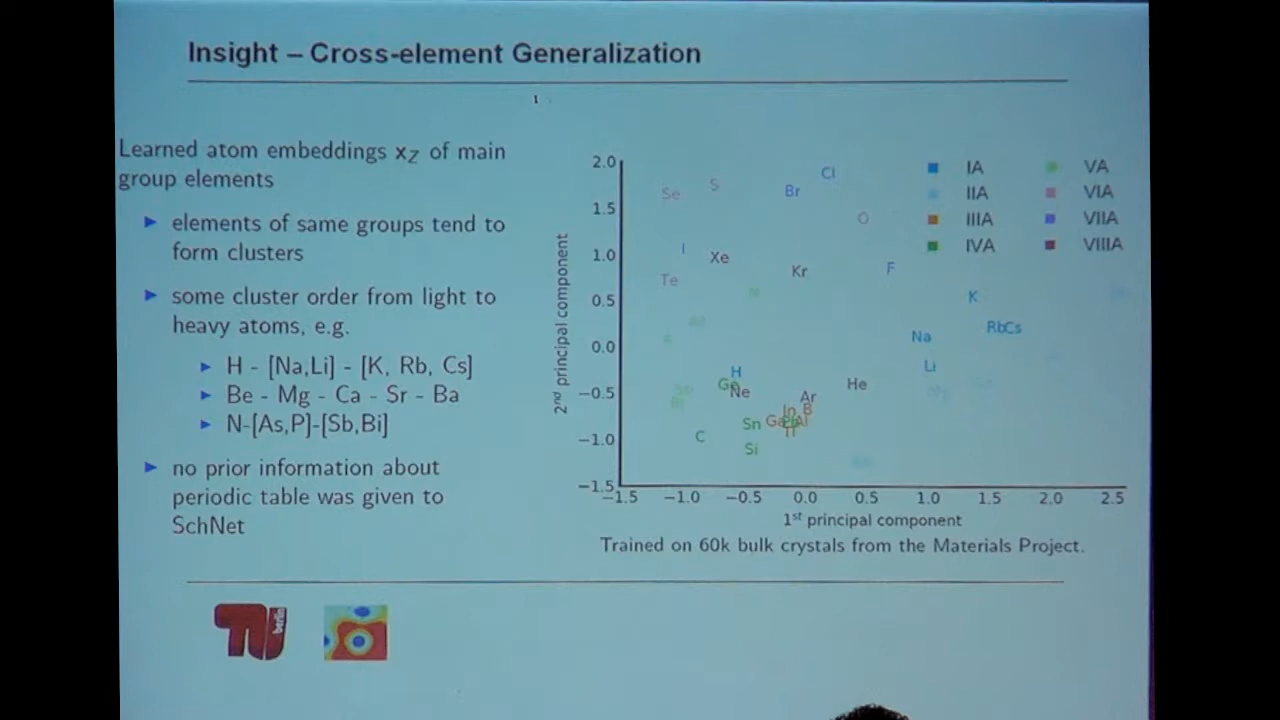 Insight – Cross-element Generalization
Learned atom embeddings xZ of main
group elements
elements of same groups tend to
form clusters
some cluster order from light to
heavy atoms, e.g.
H - [Na,Li] - [K, Rb, Cs]
Be - Mg - Ca - Sr - Ba
N-[As,P]-[Sb,Bi]
no prior information about
periodic table was given to
SchNet
TU
berlin
2nd principal component
2.0
1.5
1.0
0.5
0.0
−0.5
−1.0
−1.5
Se
S
Br
Cl
O
I
Xe
Kr
F
Te
K
Na
RbCs
Li
H
Ge
Ne
He
Ar
In
B
C
Sn
Ga
Al
Si
IA
IIA
IIIA
IVA
VA
VIA
VIIA
VIIIA
−1.5 −1.0 −0.5 0.0 0.5 1.0 1.5 2.0 2.5
1st principal component
Trained on 60k bulk crystals from the Materials Project.